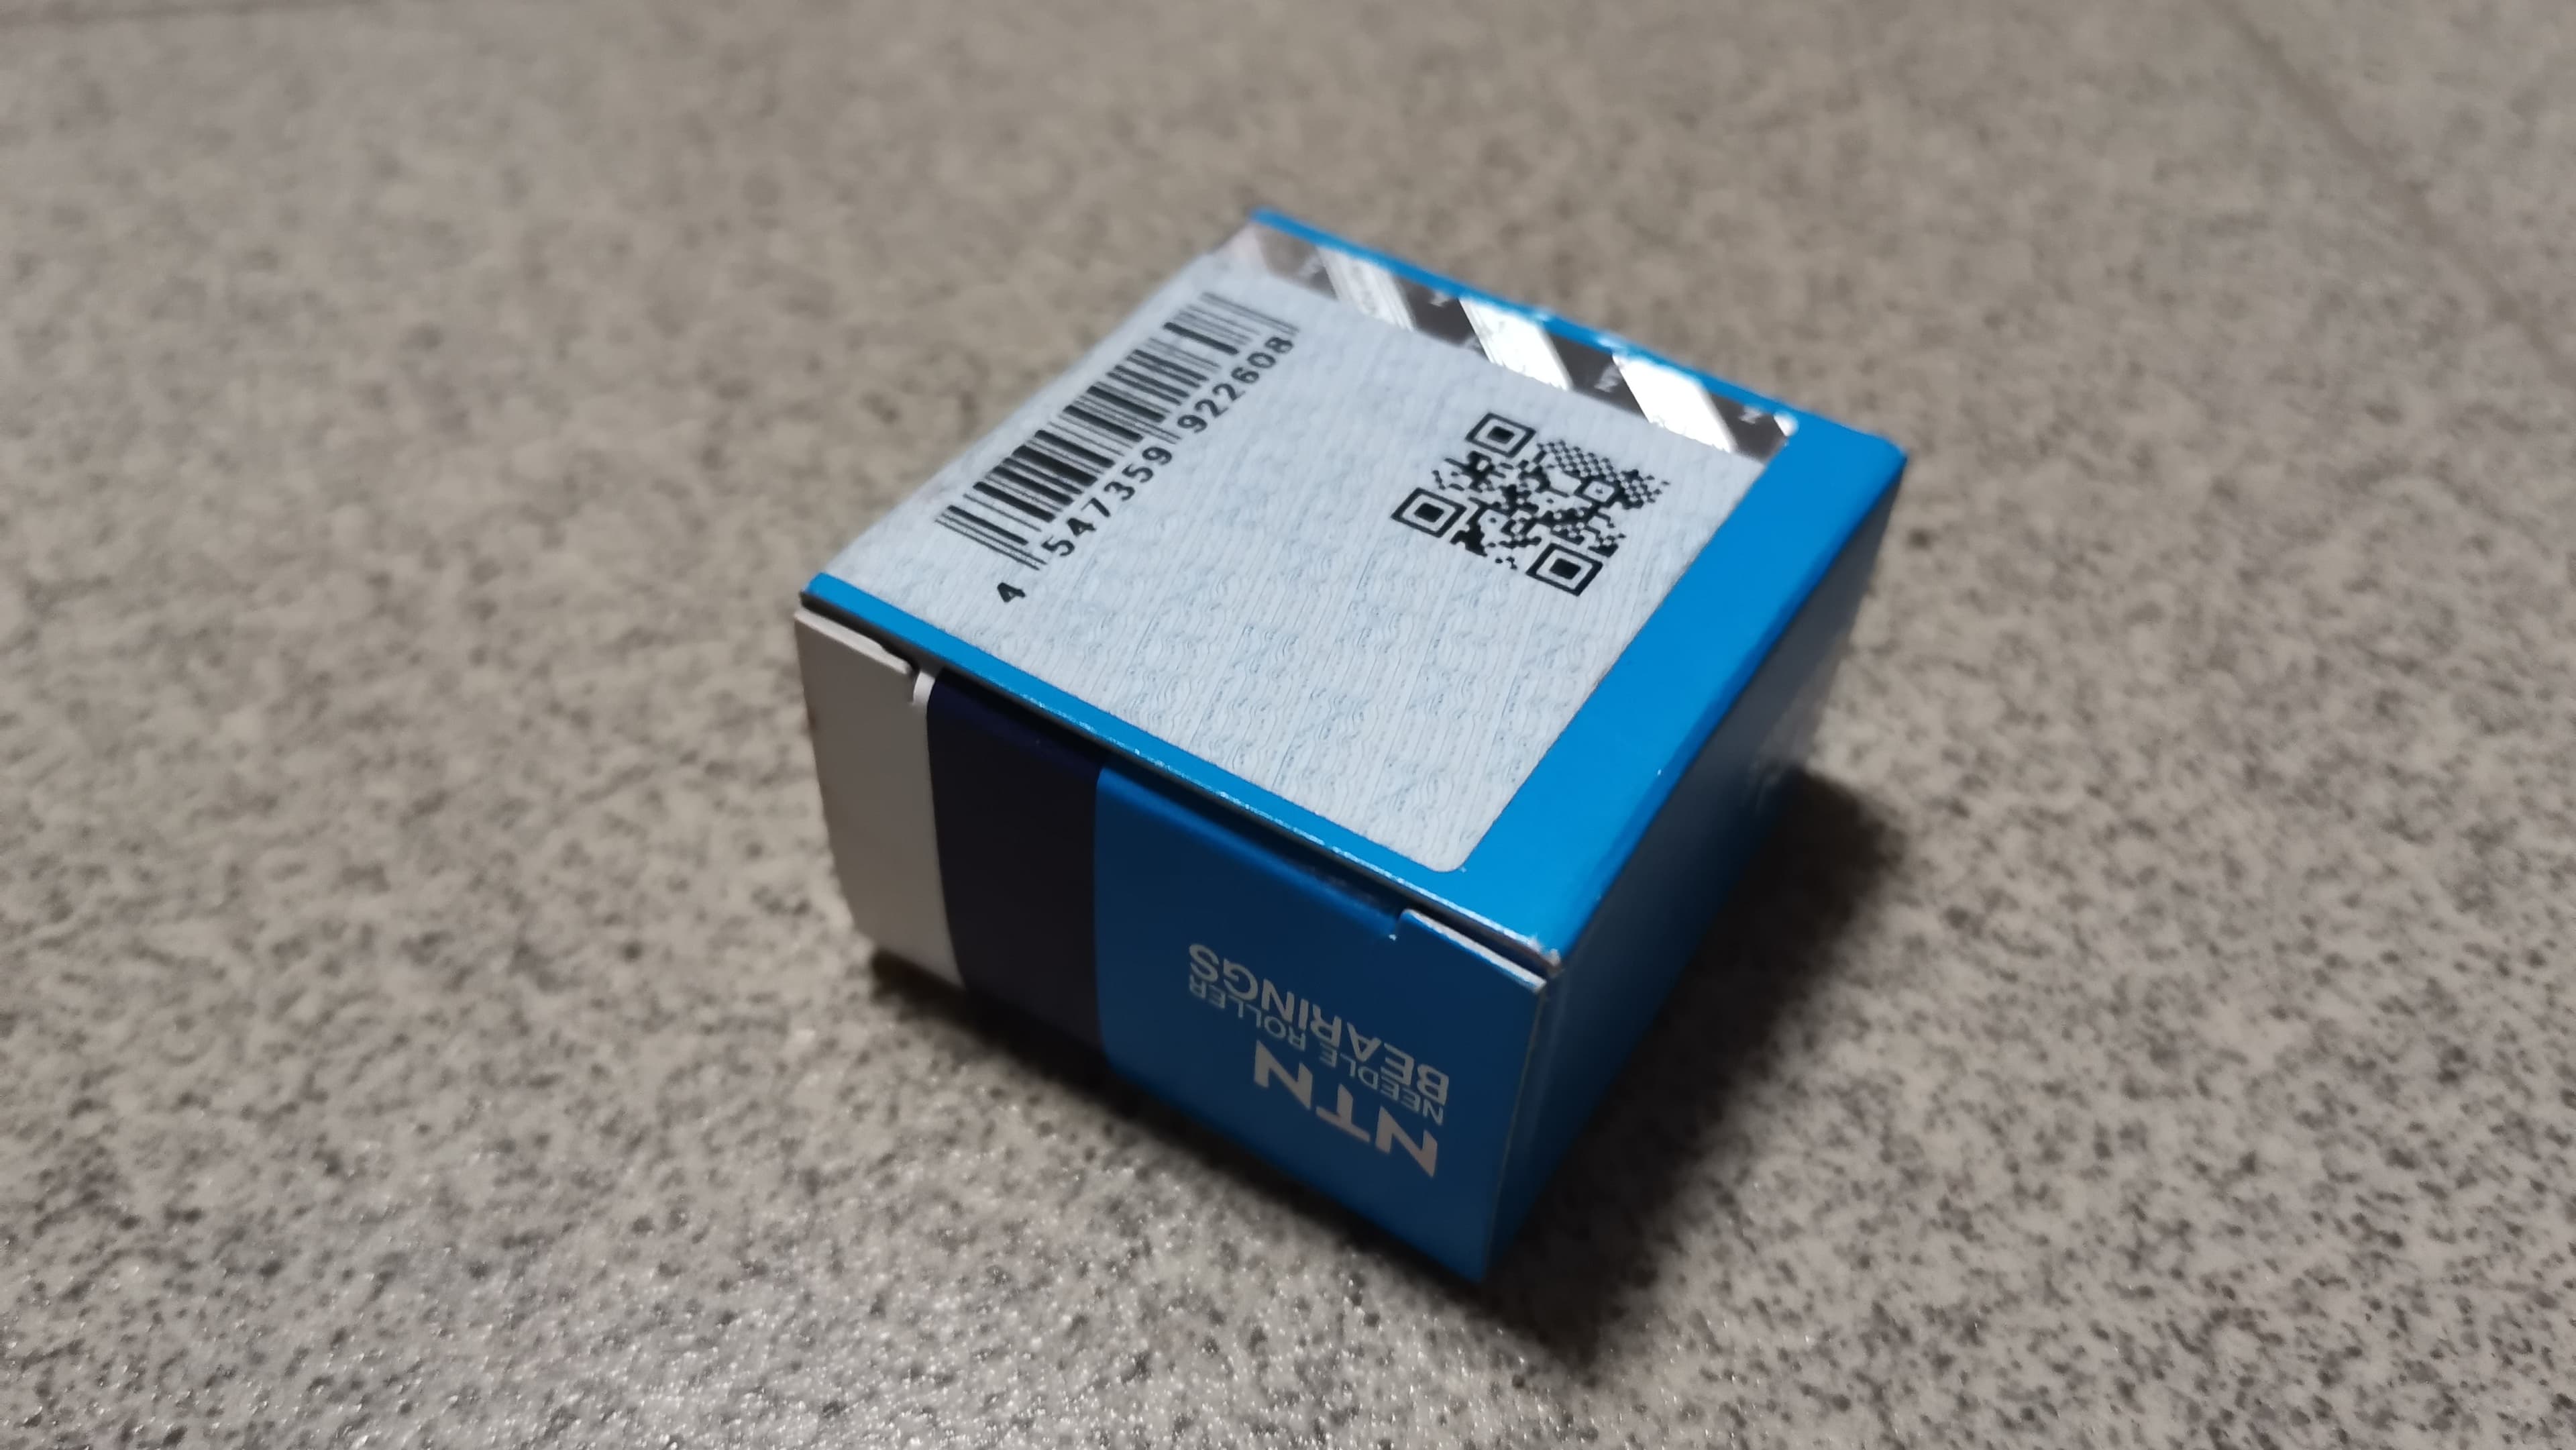 4 547359 922608
NTN
NEEDLE ROLLER
BEARINGS